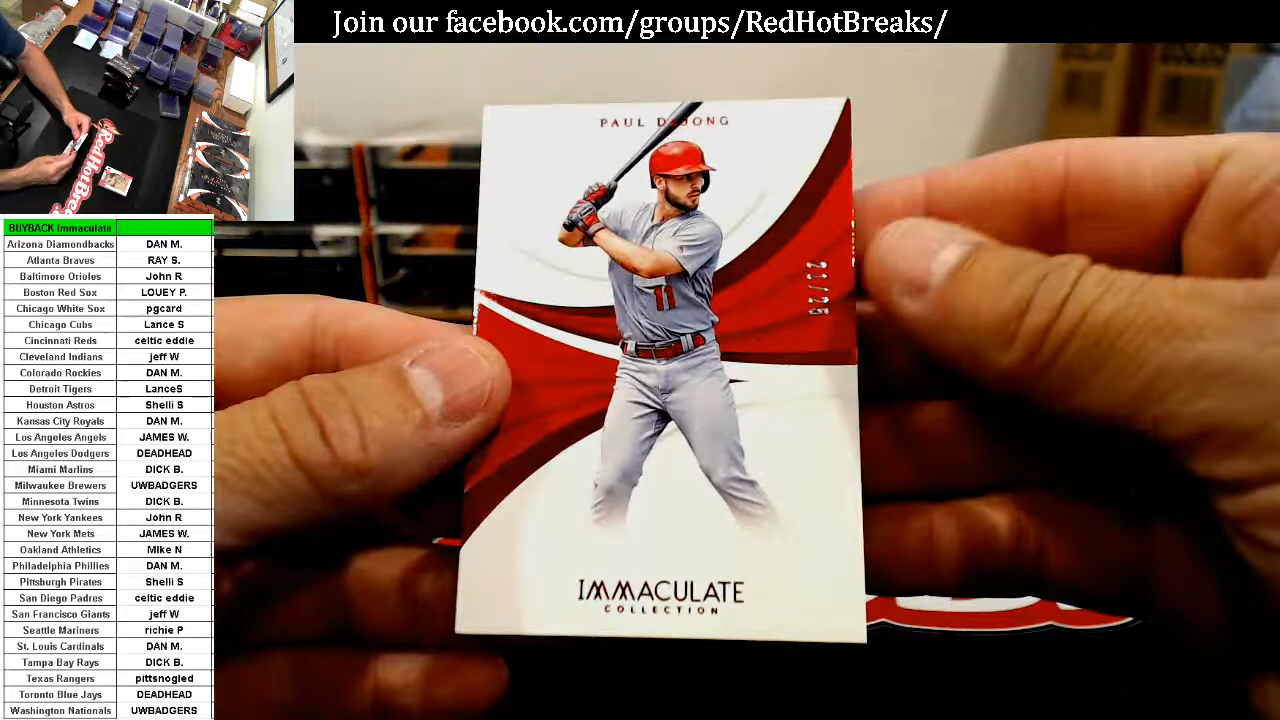 Join our facebook.com/groups/RedHotBreaks/
BUYBACK Immaculate
Arizona Diamondbacks DAN M.
Atlanta Braves RAY S.
Baltimore Orioles John R
Boston Red Sox LOUEY P.
Chicago White Sox pgcard
Chicago Cubs Lance S
Cincinnati Reds celtic eddie
Cleveland Indians jeff W
Colorado Rockies DAN M.
Detroit Tigers LanceS
Houston Astros Shelli S
Kansas City Royals DAN M.
Los Angeles Angels JAMES W.
Los Angeles Dodgers DEADHEAD
Miami Marlins DICK B.
Milwaukee Brewers UWBADGERS
Minnesota Twins DICK B.
New York Yankees John R
New York Mets JAMES W.
Oakland Athletics MIke N
Philadelphia Phillies DAN M.
Pittsburgh Pirates Shelli S
San Diego Padres celtic eddie
San Francisco Giants jeff W
Seattle Mariners richie P
St. Louis Cardinals DAN M.
Tampa Bay Rays DICK B.
Texas Rangers pittsnogled
Toronto Blue Jays DEADHEAD
Washington Nationals UWBADGERS
RedHotBreaks
PAUL DEJONG
21/25
11
IMMACULATE
COLLECTION